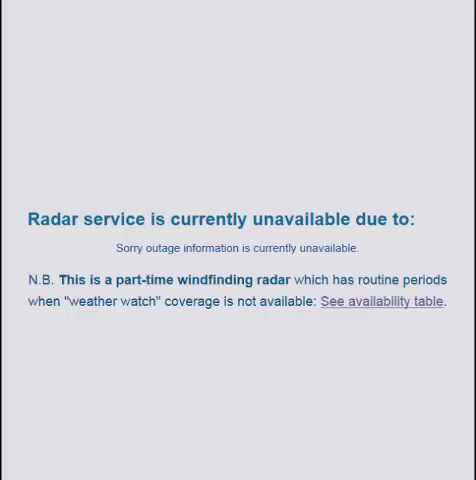 Radar service is currently unavailable due to:
Sorry outage information is currently unavailable.
N.B. This is a part-time windfinding radar which has routine periods
when "weather watch" coverage is not available: See availability table.